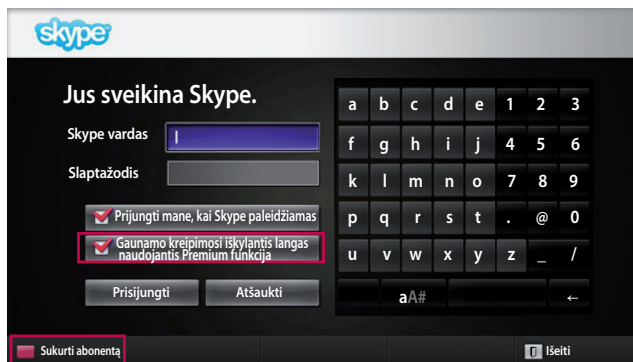 skype
Jus sveikina Skype.
Skype vardas
Slaptažodis
Prijungti mane, kai Skype paleidžiamas
Gaunamo kreipimosi iškylantis langas
naudojantis Premium funkcija
Prisijungti Atšaukti
a b c d e 1 2 3
f g h i j 4 5 6
k l m n o 7 8 9
p q r s t . @ 0
u v w x y z _ /
aA# ←
Sukurti abonentą
Išeiti